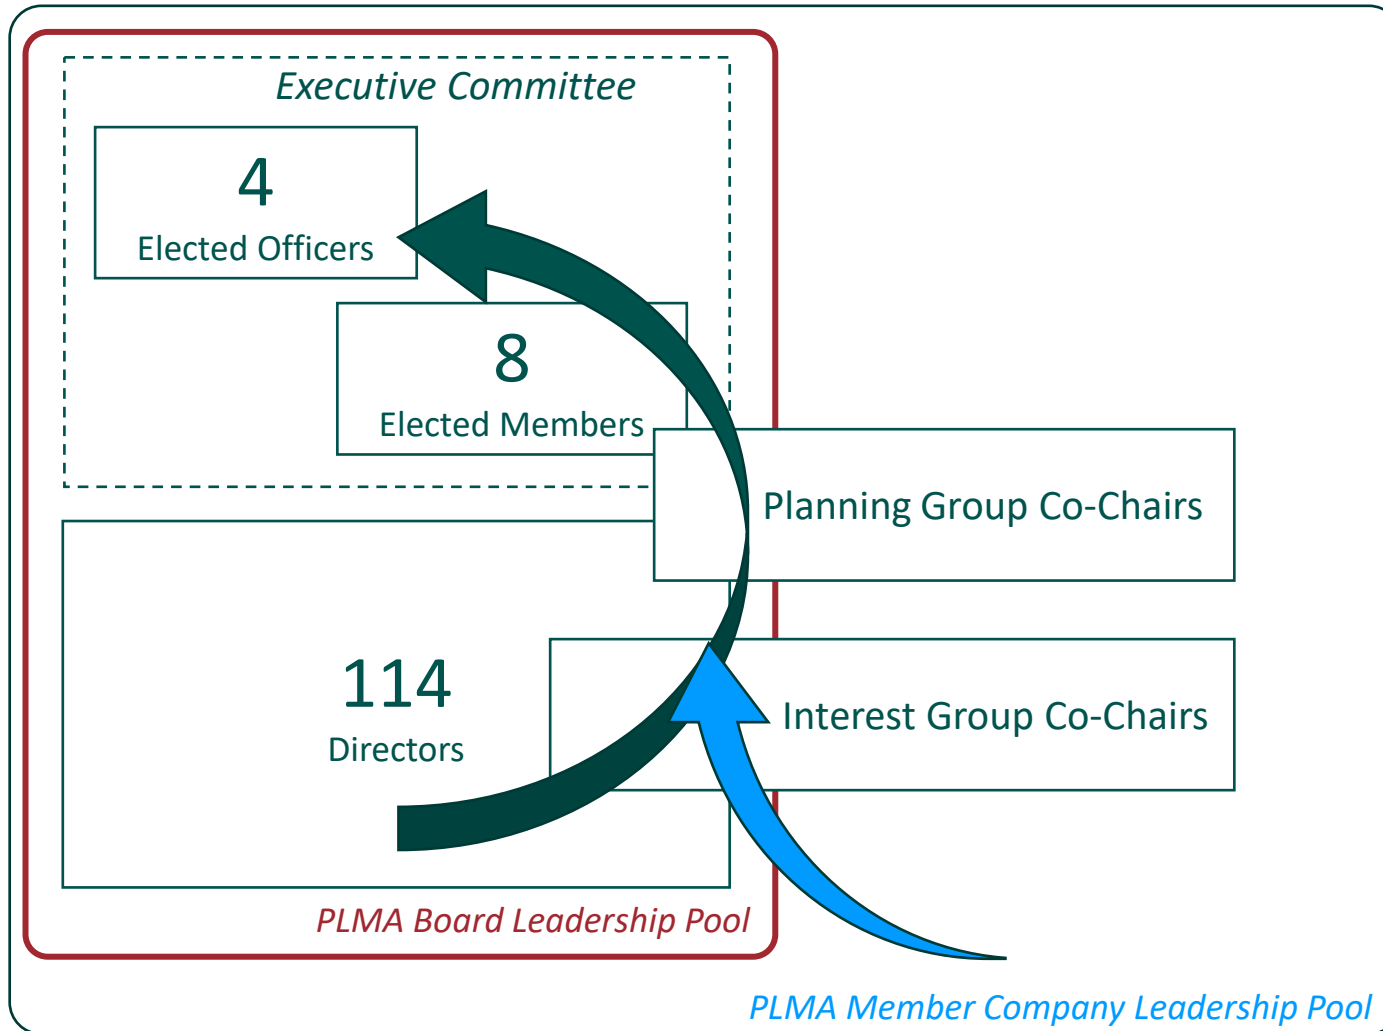 Executive Committee
4
Elected Officers
8
Elected Members
Planning Group Co-Chairs
114
Directors
Interest Group Co-Chairs
PLMA Board Leadership Pool
PLMA Member Company Leadership Pool